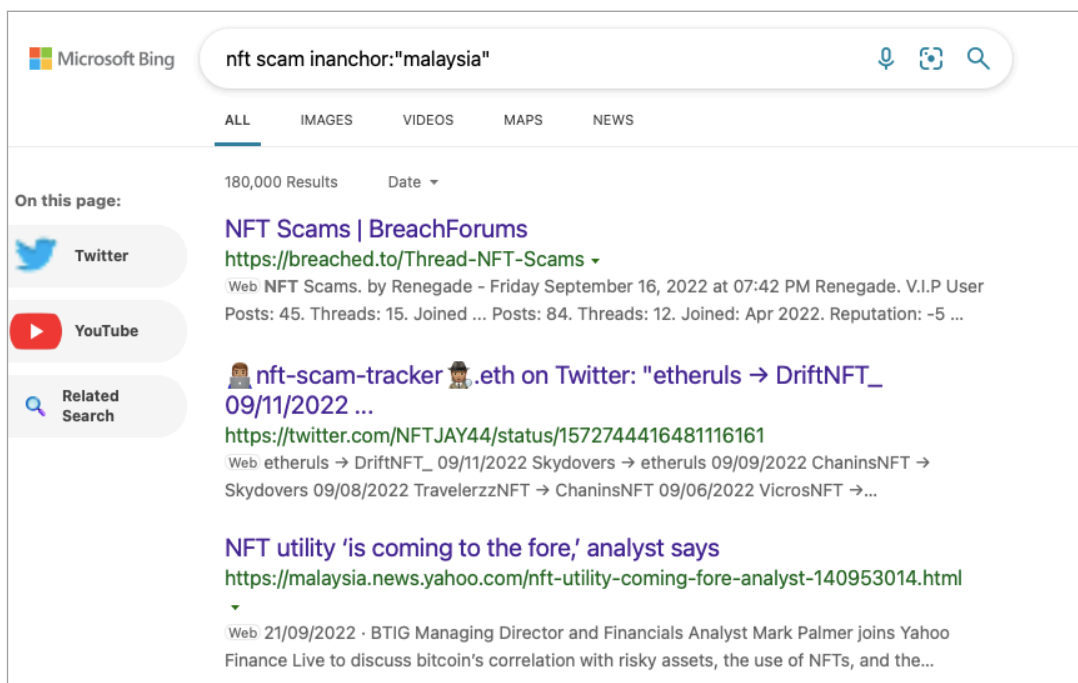 Microsoft Bing
nft scam inanchor:"malaysia"
ALL IMAGES VIDEOS MAPS NEWS
180,000 Results Date
On this page:
Twitter
YouTube
Related
Search
NFT Scams | BreachForums
https://breached.to/Thread-NFT-Scams
Web NFT Scams. by Renegade - Friday September 16, 2022 at 07:42 PM Renegade. V.I.P User
Posts: 45. Threads: 15. Joined ... Posts: 84. Threads: 12. Joined: Apr 2022. Reputation: -5 ...
👨🏽‍💻nft-scam-tracker🕵🏽‍♂️.eth on Twitter: "etheruls → DriftNFT_
09/11/2022 ...
https://twitter.com/NFTJAY44/status/1572744416481116161
Web etheruls → DriftNFT_ 09/11/2022 Skydovers → etheruls 09/09/2022 ChaninsNFT →
Skydovers 09/08/2022 TravelerzzNFT → ChaninsNFT 09/06/2022 VicrosNFT →...
NFT utility ‘is coming to the fore,’ analyst says
https://malaysia.news.yahoo.com/nft-utility-coming-fore-analyst-140953014.html
Web 21/09/2022 · BTIG Managing Director and Financials Analyst Mark Palmer joins Yahoo
Finance Live to discuss bitcoin’s correlation with risky assets, the use of NFTs, and the...